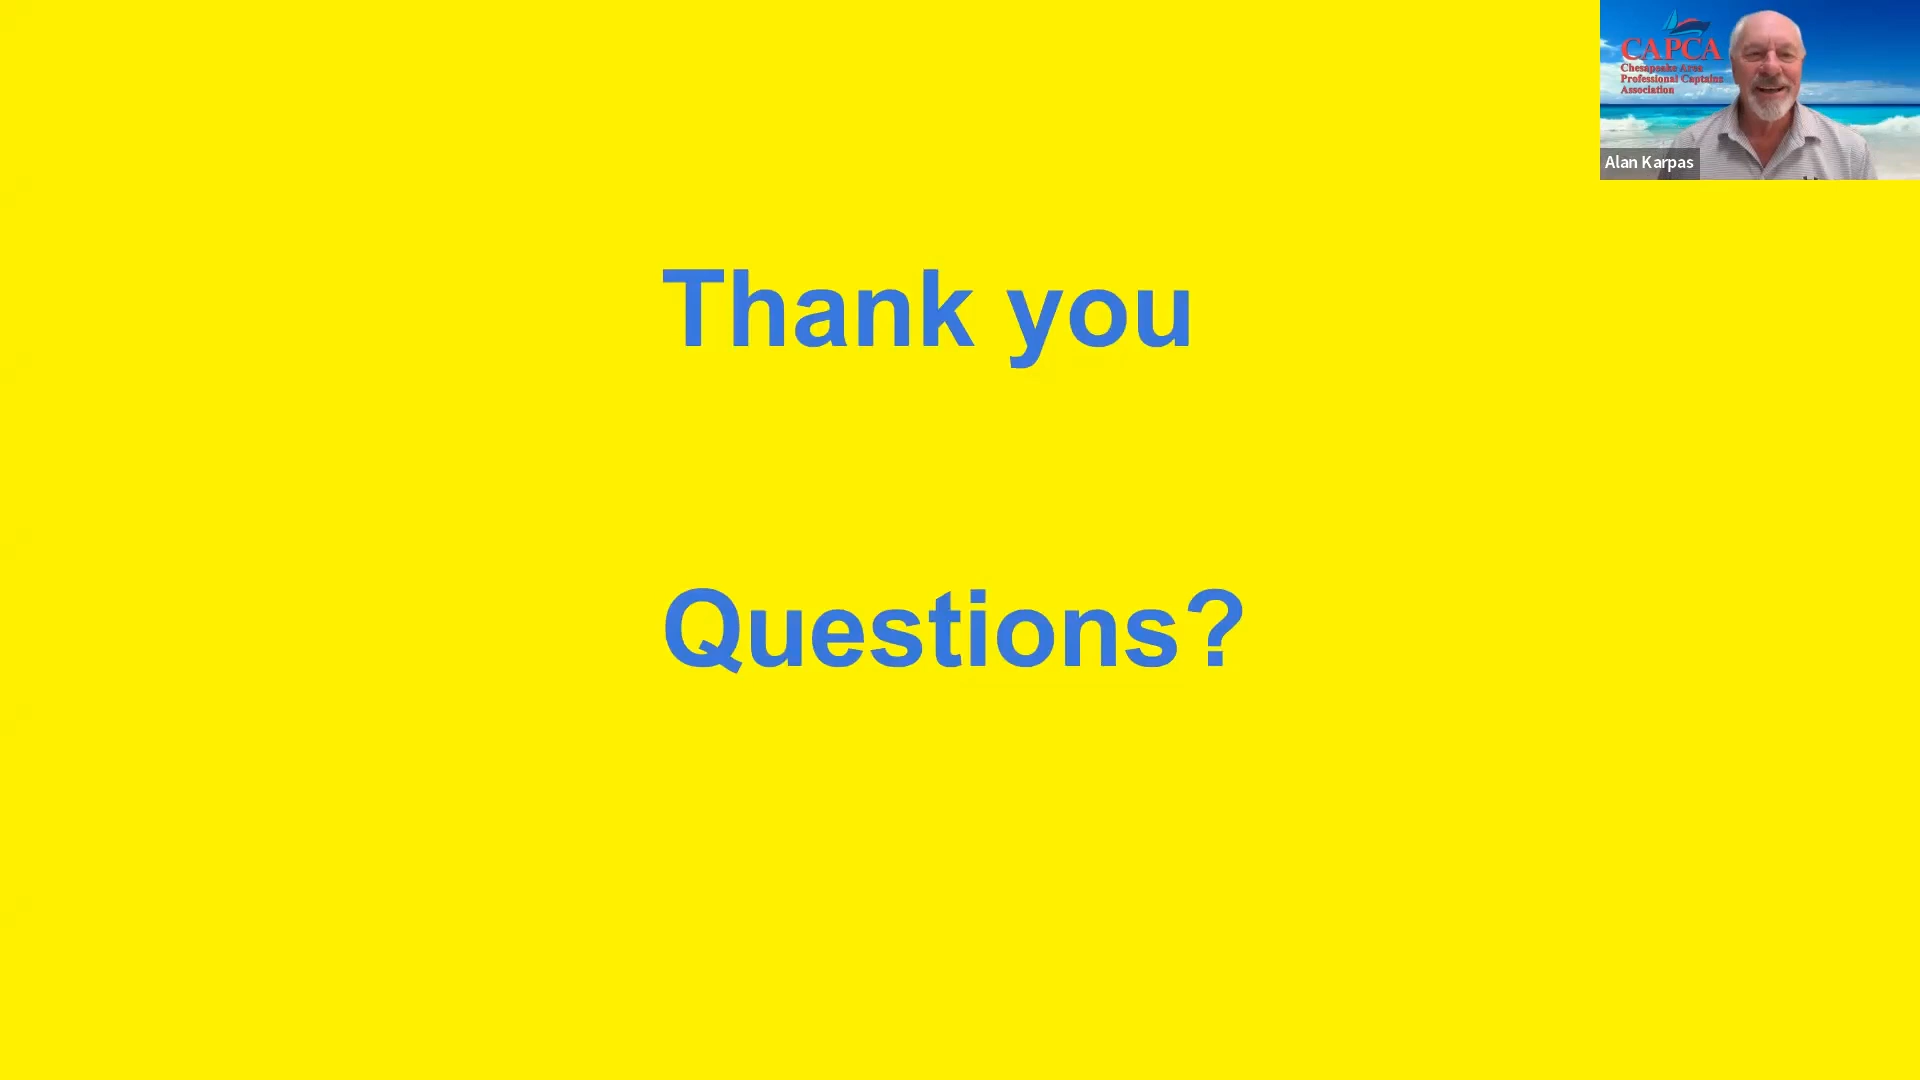 CAPCA
Chesapeake Area
Professional Captains
Association
Alan Karpas
Thank you
Questions?